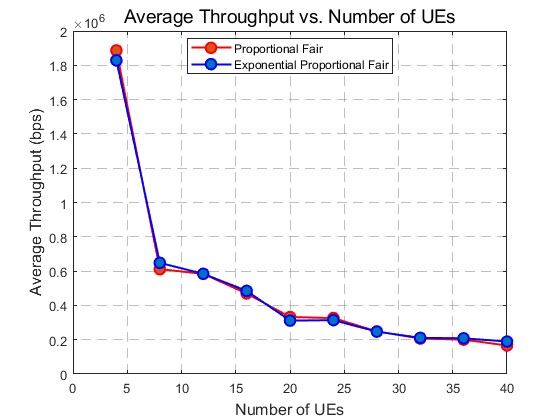 Average Throughput vs. Number of UEs
×10⁶
2
1.8
1.6
1.4
1.2
1
0.8
0.6
0.4
0.2
0
Average Throughput (bps)
Proportional Fair
Exponential Proportional Fair
0 5 10 15 20 25 30 35 40
Number of UEs